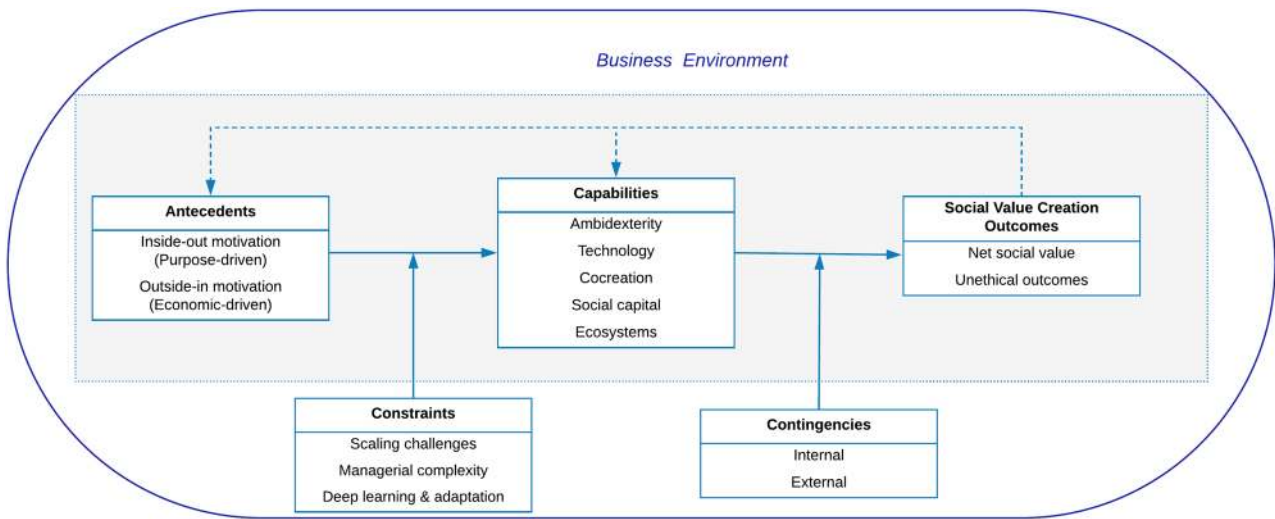 Business Environment
Antecedents
Inside-out motivation
(Purpose-driven)
Outside-in motivation
(Economic-driven)
Capabilities
Ambidexterity
Technology
Cocreation
Social capital
Ecosystems
Social Value Creation
Outcomes
Net social value
Unethical outcomes
Constraints
Scaling challenges
Managerial complexity
Deep learning & adaptation
Contingencies
Internal
External